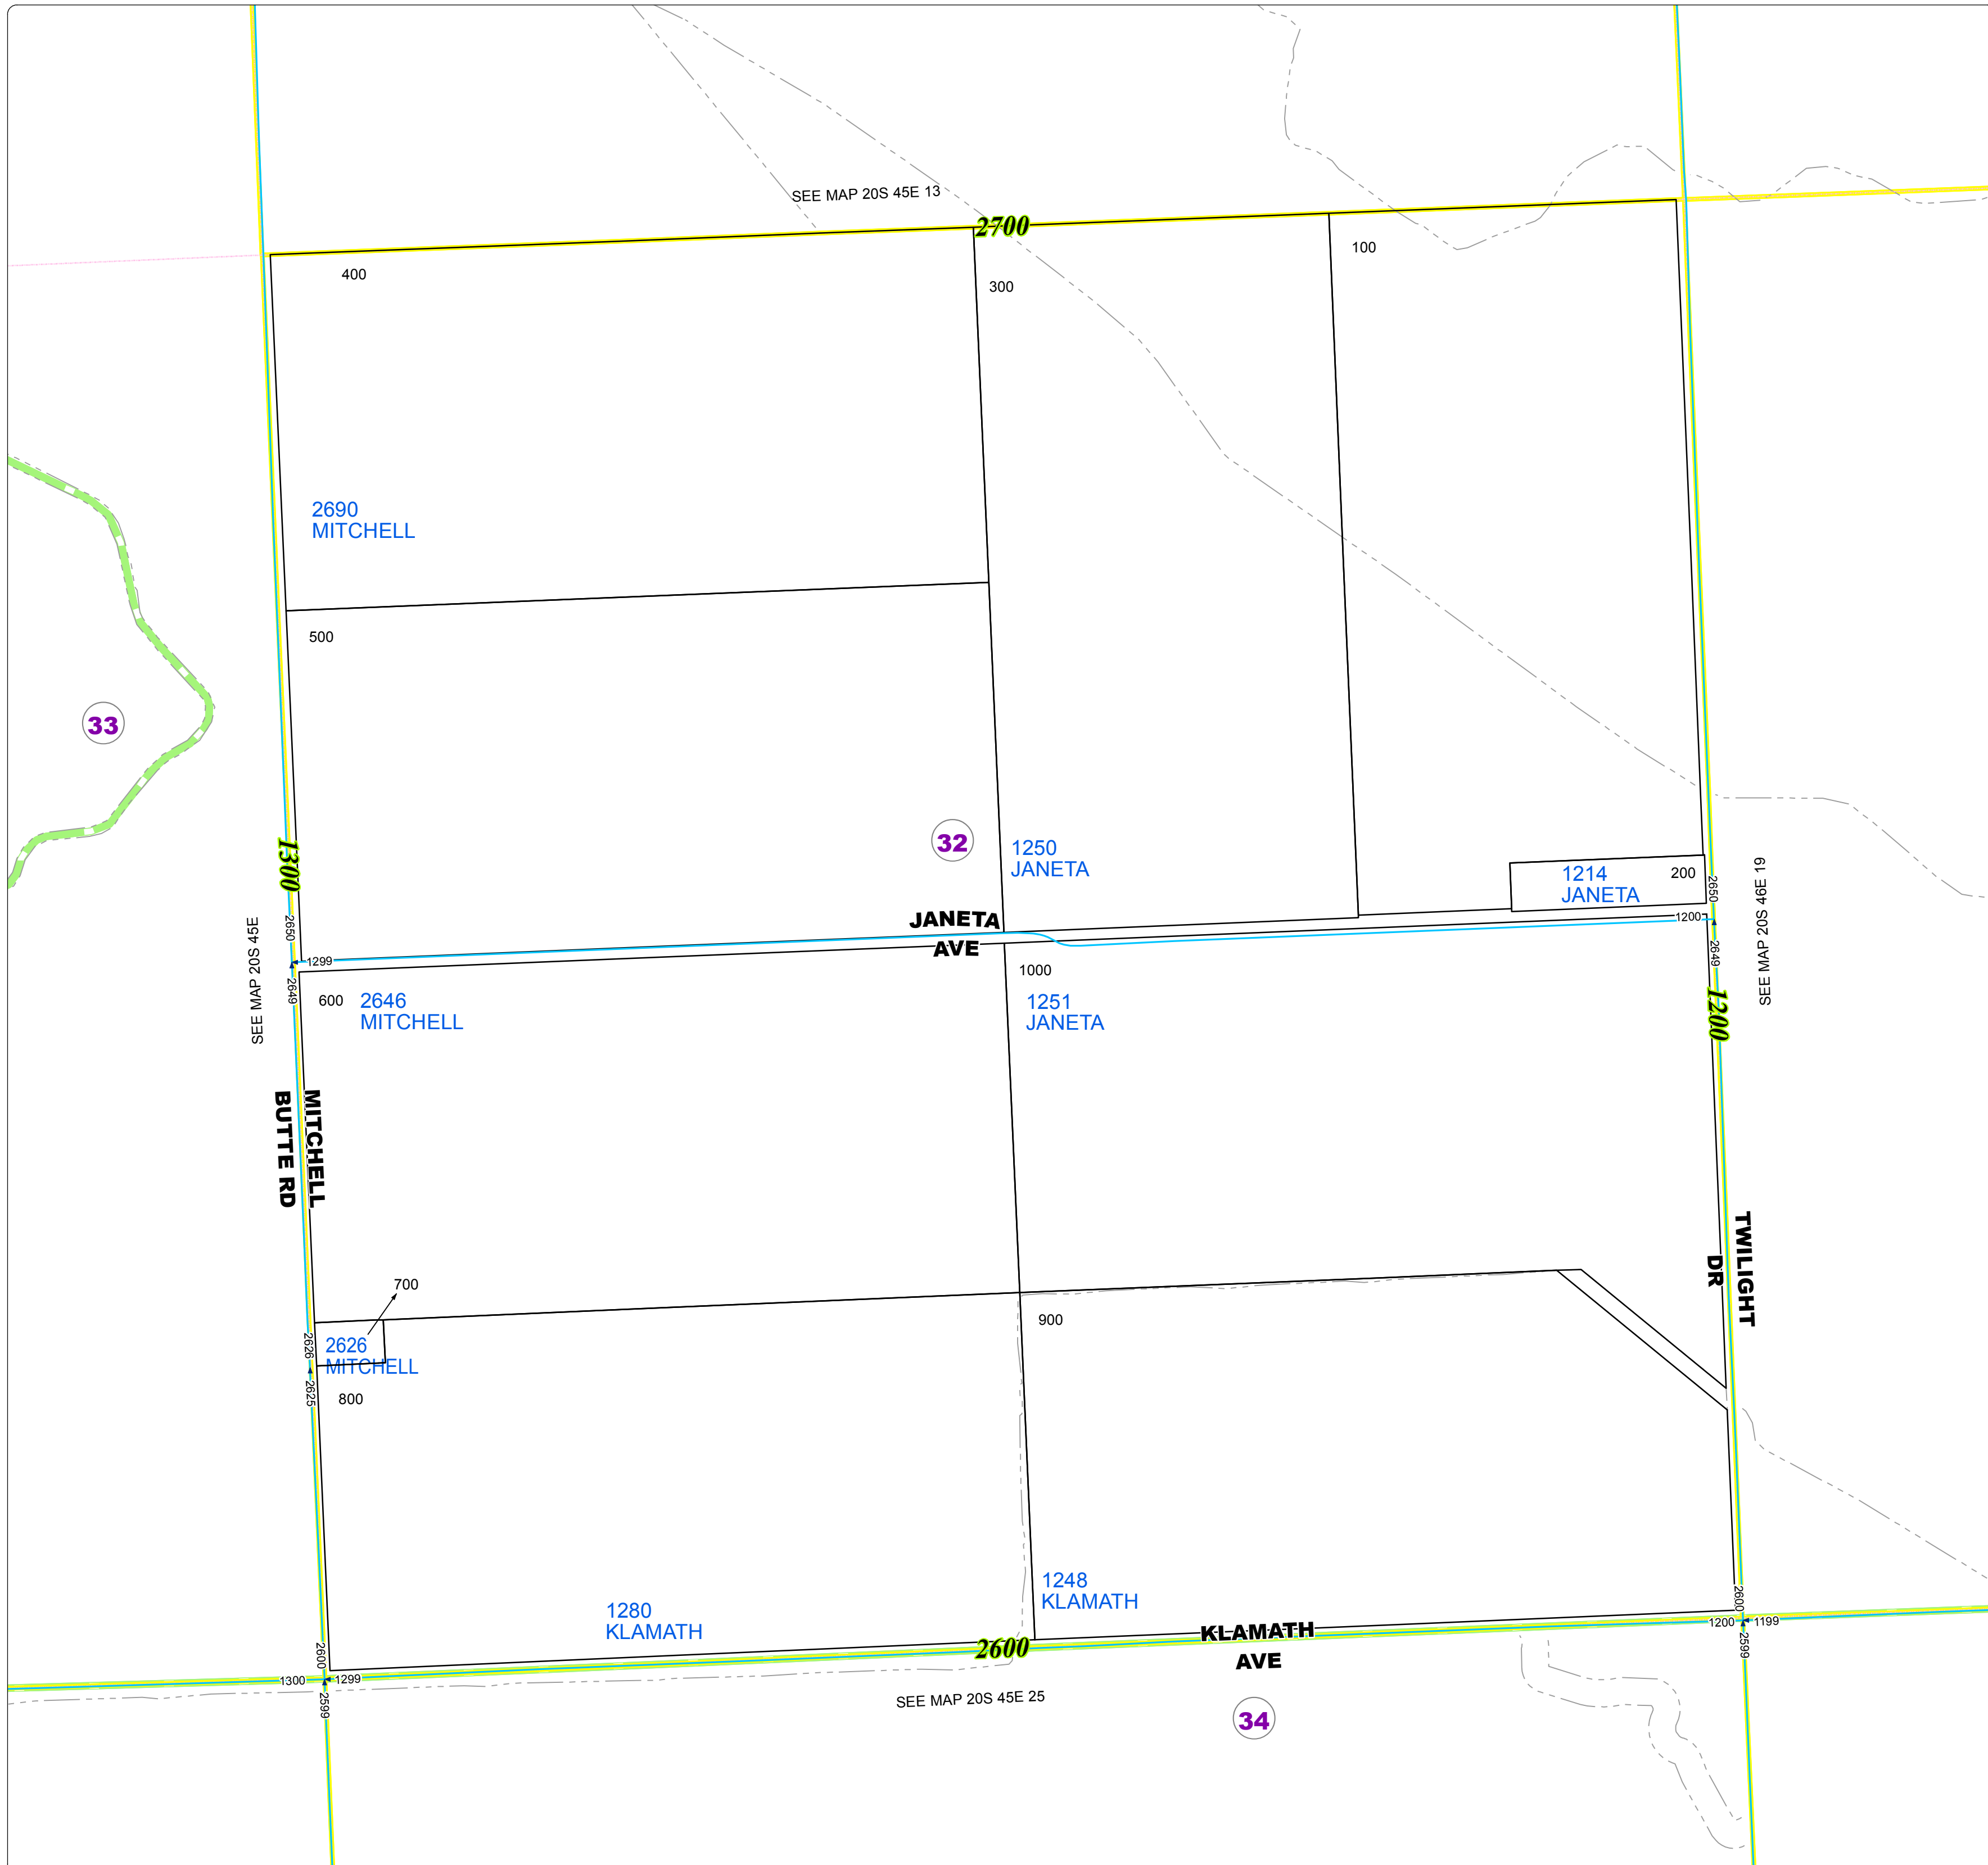 SEE MAP 20S 45E 13
2700
100
400
300
2690
MITCHELL
500
33
32
1300
1250
JANETA
1214
JANETA
200
2650
2650
SEE MAP 20S 46E 19
SEE MAP 20S 45E
JANETA
AVE
1200
1299
2649
2649
1000
600
2646
MITCHELL
1251
JANETA
1200
MITCHELL
BUTTE RD
TWILIGHT
DR
700
900
2626
2626
MITCHELL
2625
800
1248
KLAMATH
1280
KLAMATH
2600
2600
KLAMATH
AVE
2600
1200
1199
2599
1300
1299
2599
SEE MAP 20S 45E 25
34